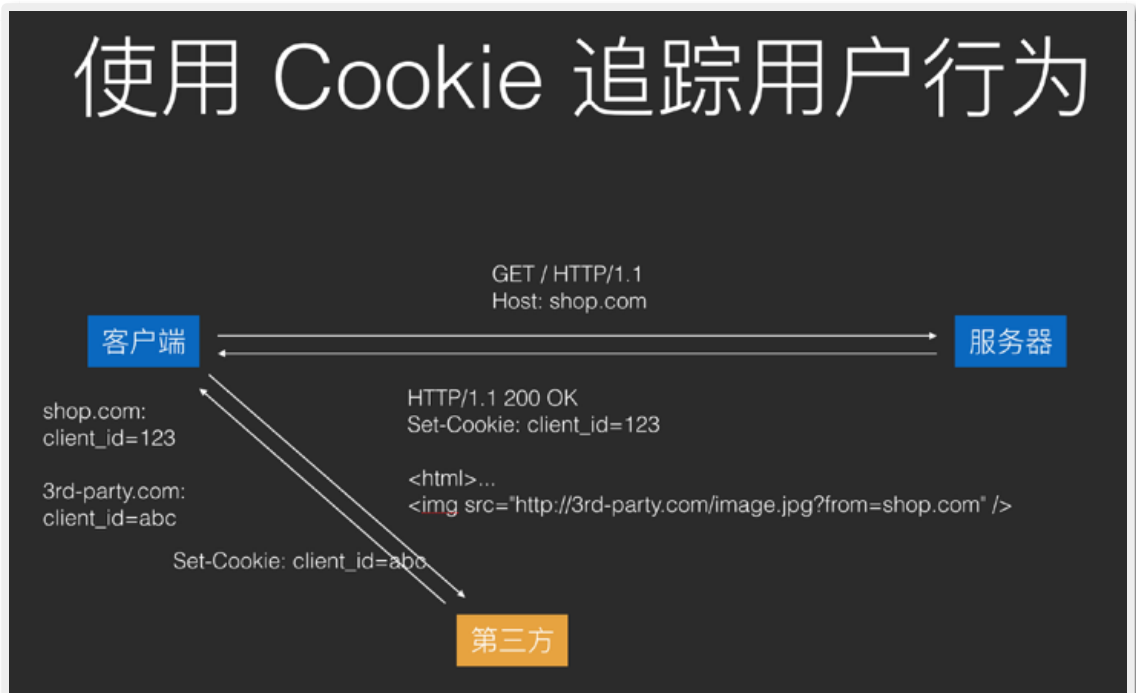 使用 Cookie 追踪用户行为
GET / HTTP/1.1
Host: shop.com
客户端
服务器
HTTP/1.1 200 OK
Set-Cookie: client_id=123
<html>...
<img src="http://3rd-party.com/image.jpg?from=shop.com" />
shop.com:
client_id=123
3rd-party.com:
client_id=abc
Set-Cookie: client_id=abc
第三方